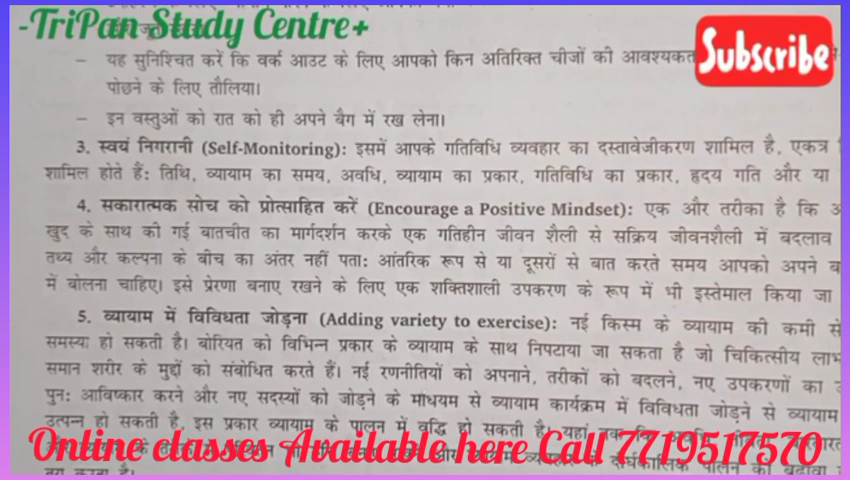 -TriPan Study Centre+
Subscribe
– यह सुनिश्चित करें कि वर्क आउट के लिए आपको किन अतिरिक्त चीजों की
पोछने के लिए तौलिया।
– इन वस्तुओं को रात को ही अपने बैग में रख लेना।
3. स्वयं निगरानी (Self-Monitoring): इसमें आपके गतिविधि व्यवहार का दस्तावेजीकरण शामिल है, एकत्र
शामिल होते हैं: तिथि, व्यायाम का समय, अवधि, व्यायाम का प्रकार, गतिविधि का प्रकार, हृदय गति और या
4. सकारात्मक सोच को प्रोत्साहित करें (Encourage a Positive Mindset): एक और तरीका है कि
खुद के साथ की गई बातचीत का मार्गदर्शन करके एक गतिहीन जीवन शैली से सक्रिय जीवनशैली में बदलाव
तथ्य और कल्पना के बीच का अंतर नहीं पता: आंतरिक रूप से या दूसरों से बात करते समय आपको अपने
में बोलना चाहिए। इसे प्रेरणा बनाए रखने के लिए एक शक्तिशाली उपकरण के रूप में भी इस्तेमाल किया जा
5. व्यायाम में विविधता जोड़ना (Adding variety to exercise): नई किस्म के व्यायाम की कमी से
समस्या हो सकती है। बोरियत को विभिन्न प्रकार के व्यायाम के साथ निपटाया जा सकता है जो चिकित्सीय लाभ
समान शरीर के मुद्दों को संबोधित करते हैं। नई रणनीतियों को अपनाने, तरीकों को बदलने, नए उपकरणों का
पुन: आविष्कार करने और नए सदस्यों को जोड़ने के माधयम से व्यायाम कार्यक्रम में विविधता जोड़ने से व्यायाम
उत्पन्न हो सकती है, इस प्रकार व्यायाम के पालन में वृद्धि हो सकती है।
Online classes Available here Call 7719517570